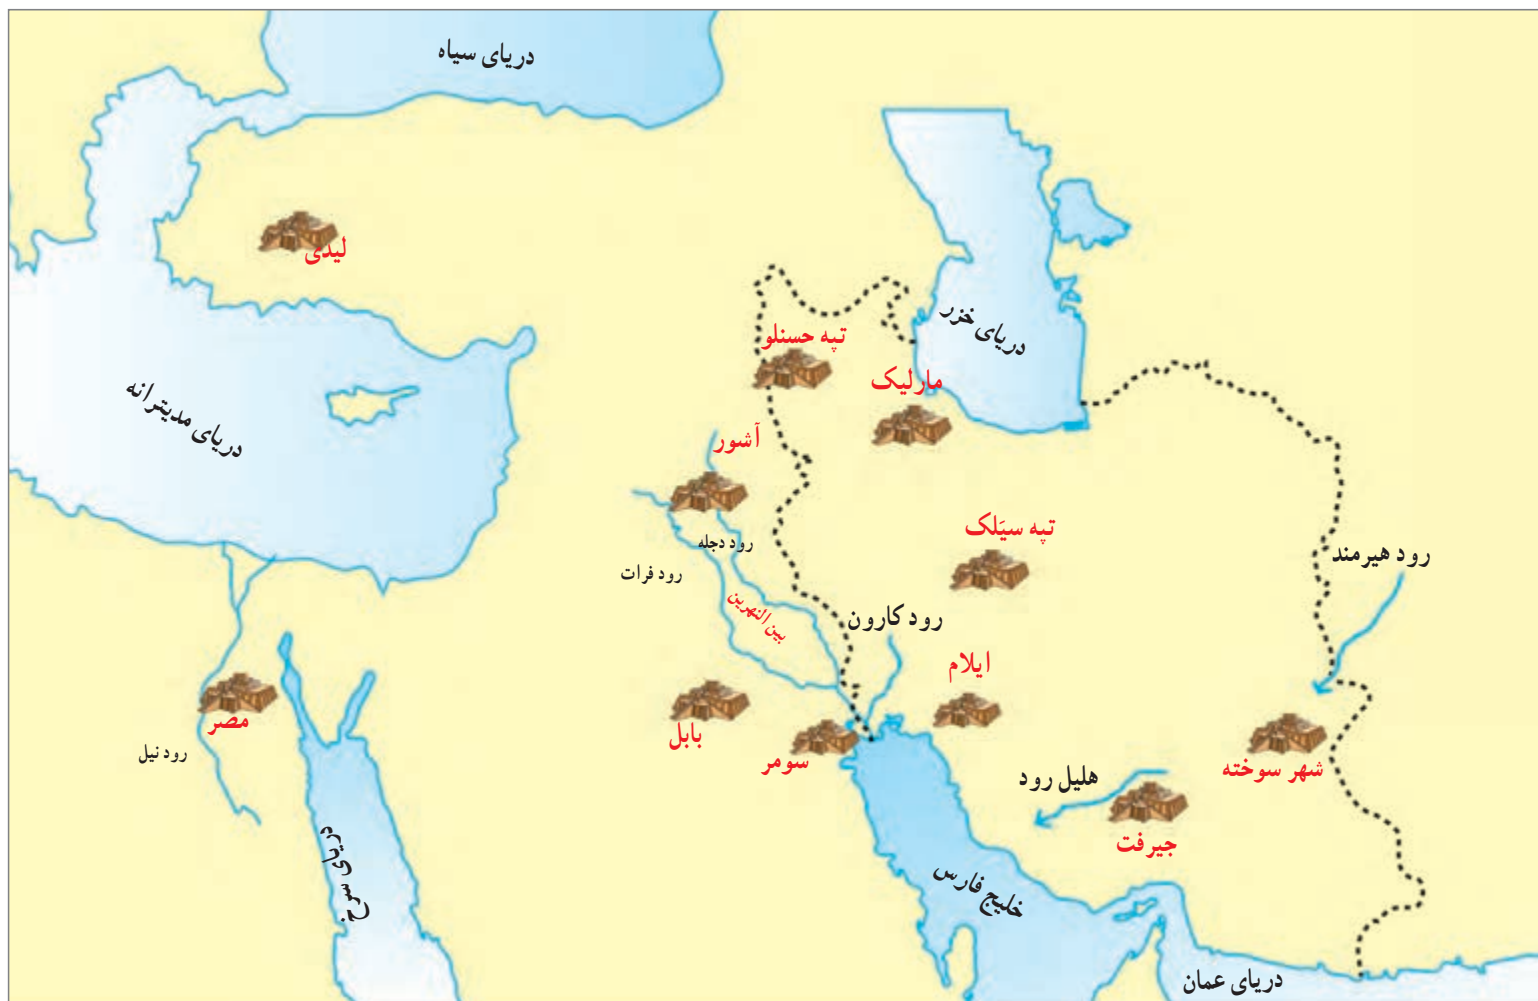 دریای سیاه
لیدی
دریای خزر
تپه حسنلو
مارلیک
دریای مدیترانه
آشور
تپه سیَلک
رود دجله
رود هیرمند
رود فرات
بین النهرین
رود کارون
ایلام
مصر
بابل
سومر
شهر سوخته
رود نیل
هلیل رود
جیرفت
دریای سرخ
خلیج فارس
دریای عمان